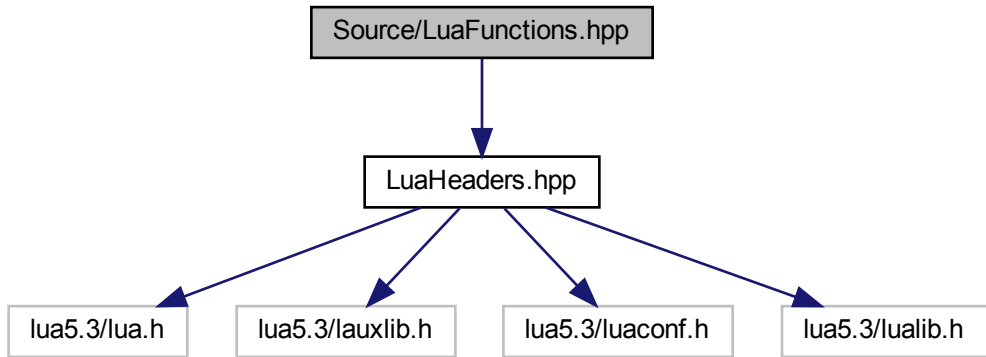 Source/LuaFunctions.hpp
LuaHeaders.hpp
lua5.3/lua.h
lua5.3/lauxlib.h
lua5.3/luaconf.h
lua5.3/lualib.h